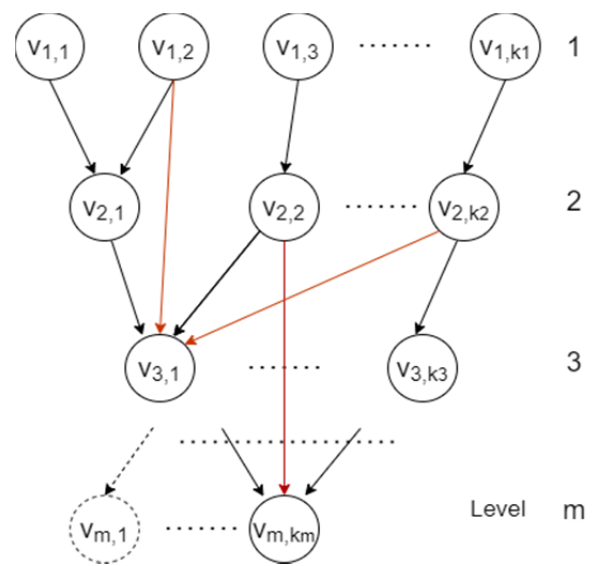 v1,1 v1,2 v1,3 ........ v1,k1 1
v2,1 v2,2 ........ v2,k2 2
v3,1 ........ v3,k3 3
vm,1 ........ vm,km Level m